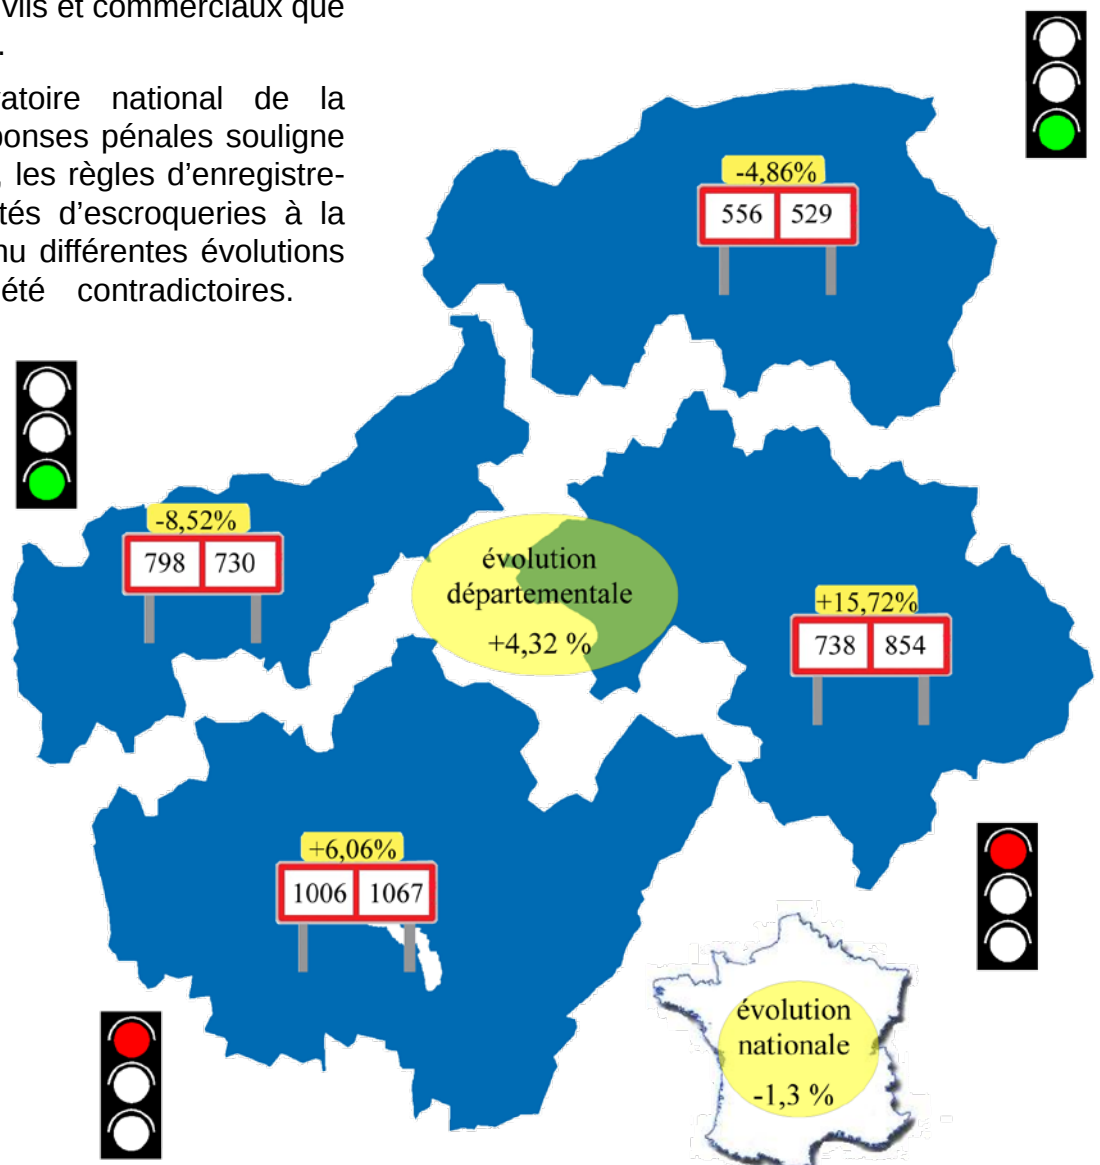 vils et commerciaux que
.
atoire national de la
ponses pénales souligne
, les règles d’enregistre-
tés d’escroqueries à la
nu différentes évolutions
été contradictoires.
-4,86%
556 529
-8,52%
798 730
évolution
départementale
+4,32 %
+15,72%
738 854
+6,06%
1006 1067
évolution
nationale
-1,3 %